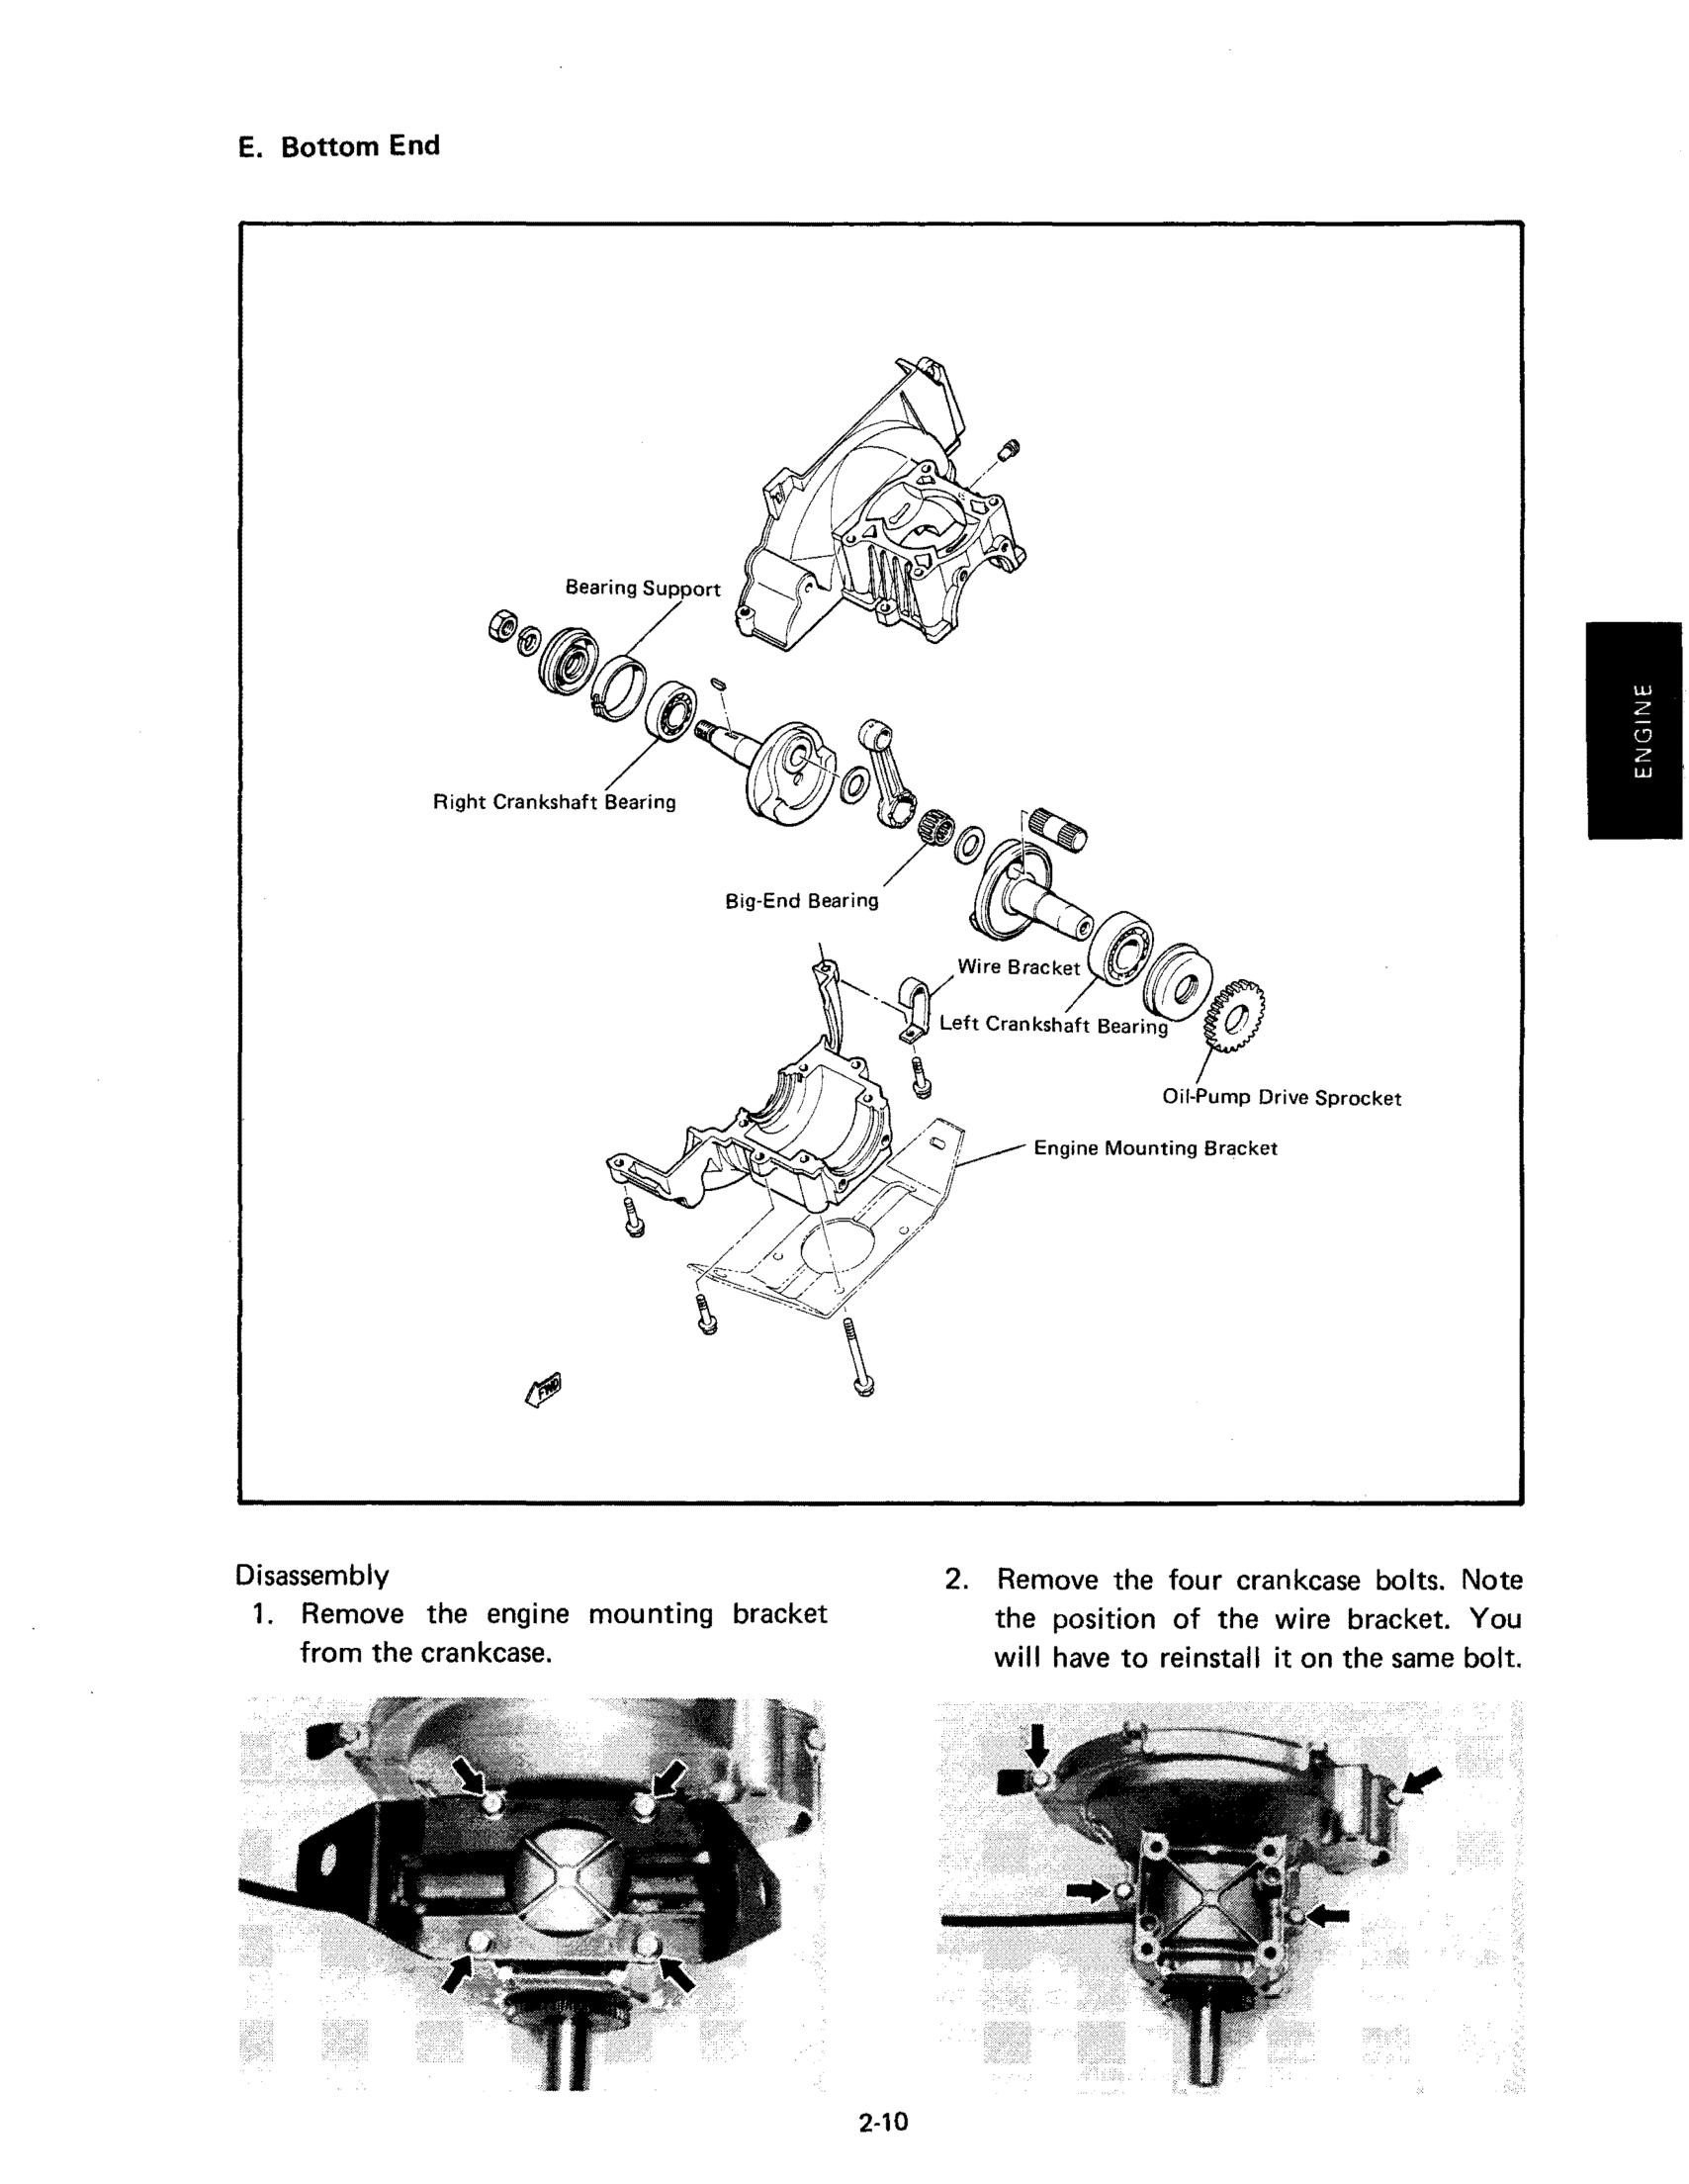 E. Bottom End
Bearing Support
Right Crankshaft Bearing
Big-End Bearing
Wire Bracket
Left Crankshaft Bearing
Oil-Pump Drive Sprocket
Engine Mounting Bracket
FWD
ENGINE
Disassembly
1. Remove the engine mounting bracket
from the crankcase.
2. Remove the four crankcase bolts. Note
the position of the wire bracket. You
will have to reinstall it on the same bolt.
2-10